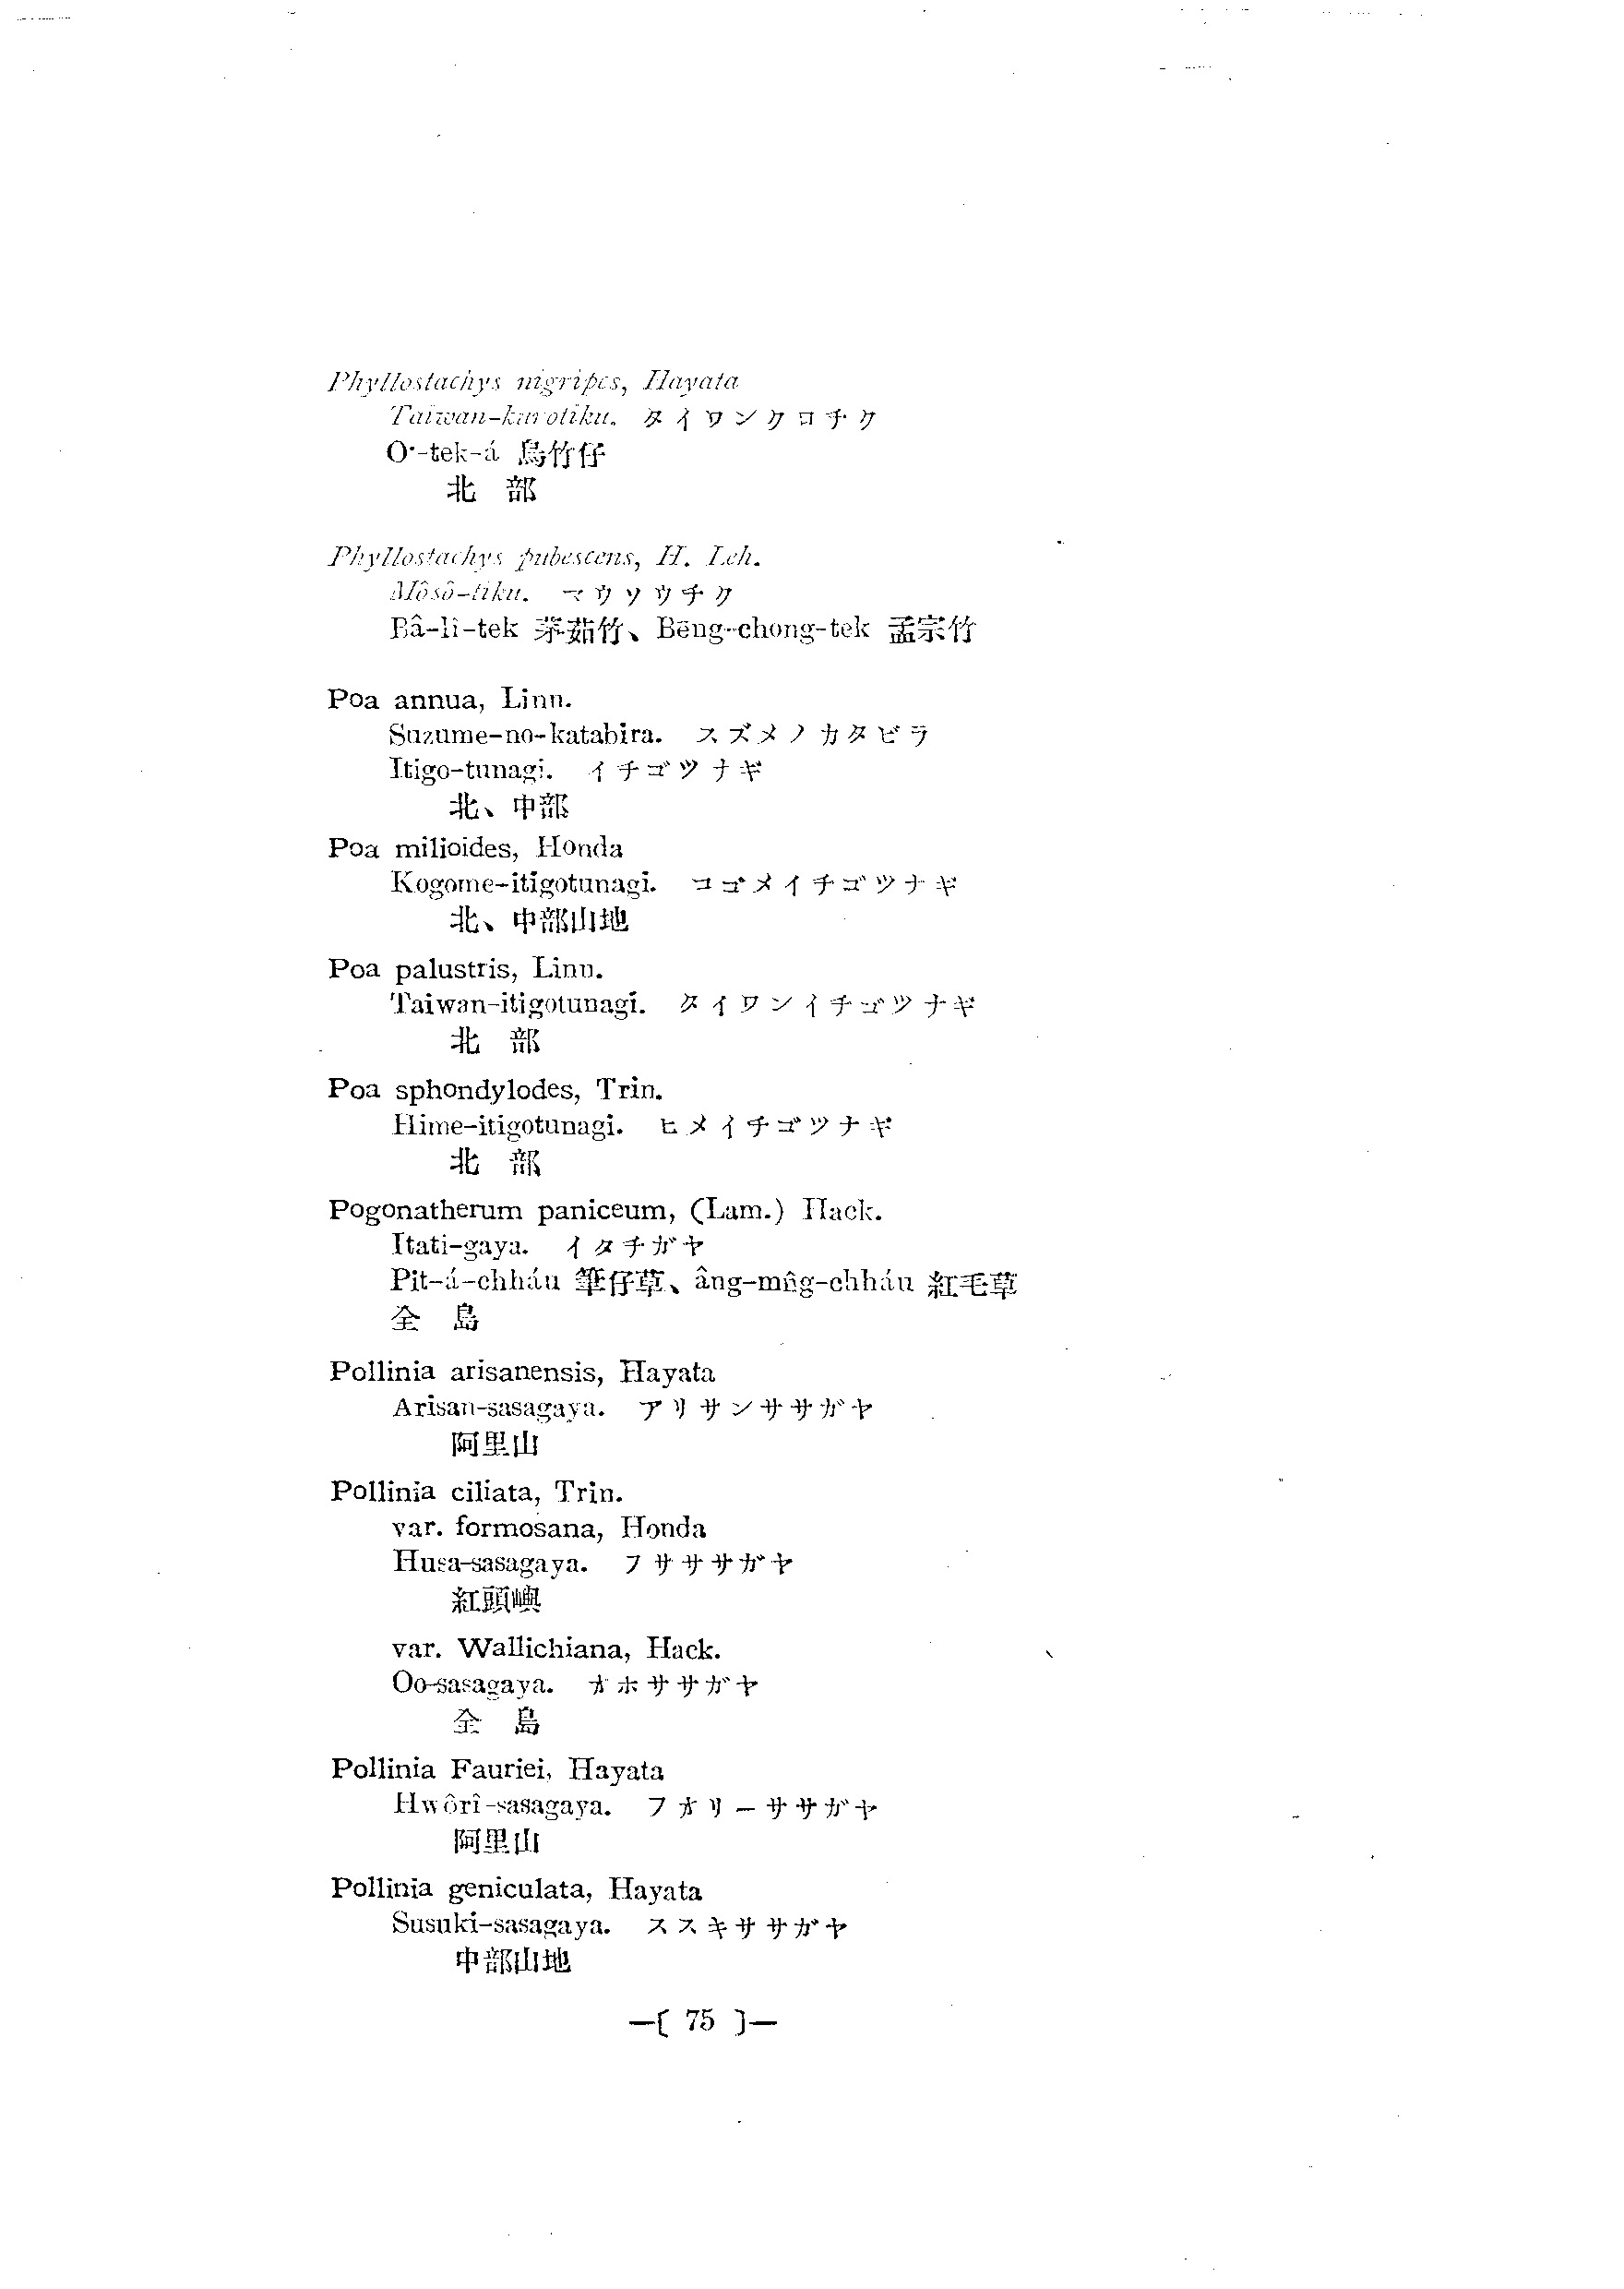 Phyllostachys nigripes, Hayata
Taiwan-kurotiku. タイワンクロチク
O·-tek-á 烏竹仔
北 部
Phyllostachys pubescens, H. Leh.
Môsô-tiku. マウソウチク
Bâ-lî-tek 茅茹竹、Bēng-chong-tek 孟宗竹
Poa annua, Linn.
Suzume-no-katabira. スズメノカタビラ
Itigo-tunagi. イチゴツナギ
北、中部
Poa milioides, Honda
Kogome-itigotunagi. コゴメイチゴツナギ
北、中部山地
Poa palustris, Linn.
Taiwan-itigotunagi. タイワンイチゴツナギ
北 部
Poa sphondylodes, Trin.
Hime-itigotunagi. ヒメイチゴツナギ
北 部
Pogonatherum paniceum, (Lam.) Hack.
Itati-gaya. イタチガヤ
Pit-á-chháu 筆仔草、âng-mn̂g-chháu 紅毛草
全 島
Pollinia arisanensis, Hayata
Arisan-sasagaya. アリサンササガヤ
阿里山
Pollinia ciliata, Trin.
var. formosana, Honda
Husa-sasagaya. フサササガヤ
紅頭嶼
var. Wallichiana, Hack.
Oo-sasagaya. オホササガヤ
全 島
Pollinia Fauriei, Hayata
Hwôrî-sasagaya. フオリーササガヤ
阿里山
Pollinia geniculata, Hayata
Susuki-sasagaya. ススキササガヤ
中部山地
—[ 75 ]—